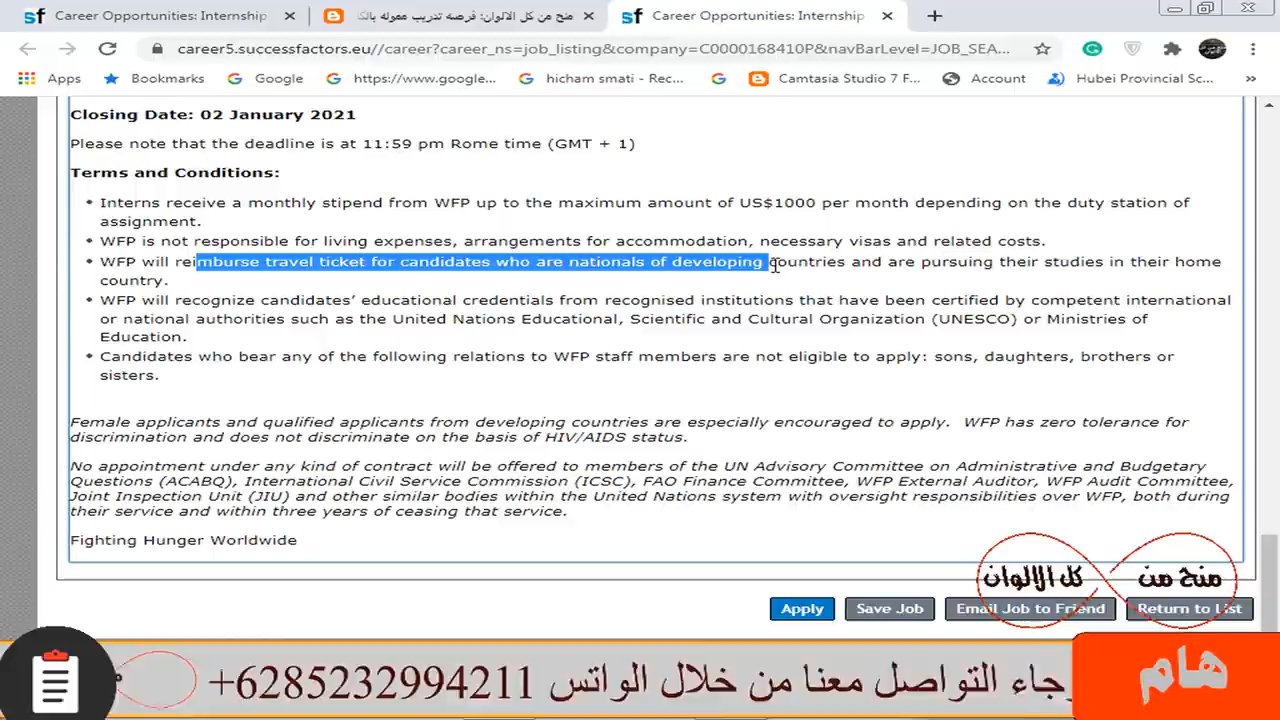 Career Opportunities: Internship
منح من كل الالوان: فرصه تدريب مموله بالكا
Career Opportunities: Internship
career5.successfactors.eu//career?career_ns=job_listing&company=C0000168410P&navBarLevel=JOB_SEA...
Apps Bookmarks Google https://www.google... hicham smati - Rec... Camtasia Studio 7 F... Account Hubei Provincial Sc... »
Closing Date: 02 January 2021
Please note that the deadline is at 11:59 pm Rome time (GMT + 1)
Terms and Conditions:
• Interns receive a monthly stipend from WFP up to the maximum amount of US$1000 per month depending on the duty station of
assignment.
• WFP is not responsible for living expenses, arrangements for accommodation, necessary visas and related costs.
• WFP will reimburse travel ticket for candidates who are nationals of developing countries and are pursuing their studies in their home
country.
• WFP will recognize candidates' educational credentials from recognised institutions that have been certified by competent international
or national authorities such as the United Nations Educational, Scientific and Cultural Organization (UNESCO) or Ministries of
Education.
• Candidates who bear any of the following relations to WFP staff members are not eligible to apply: sons, daughters, brothers or
sisters.
Female applicants and qualified applicants from developing countries are especially encouraged to apply. WFP has zero tolerance for
discrimination and does not discriminate on the basis of HIV/AIDS status.
No appointment under any kind of contract will be offered to members of the UN Advisory Committee on Administrative and Budgetary
Questions (ACABQ), International Civil Service Commission (ICSC), FAO Finance Committee, WFP External Auditor, WFP Audit Committee,
Joint Inspection Unit (JIU) and other similar bodies within the United Nations system with oversight responsibilities over WFP, both during
their service and within three years of ceasing that service.
Fighting Hunger Worldwide
منح من كل الالوان
Apply Save Job Email Job to Friend Return to List
رجاء التواصل معنا من خلال الواتس 6285232994211+
هام